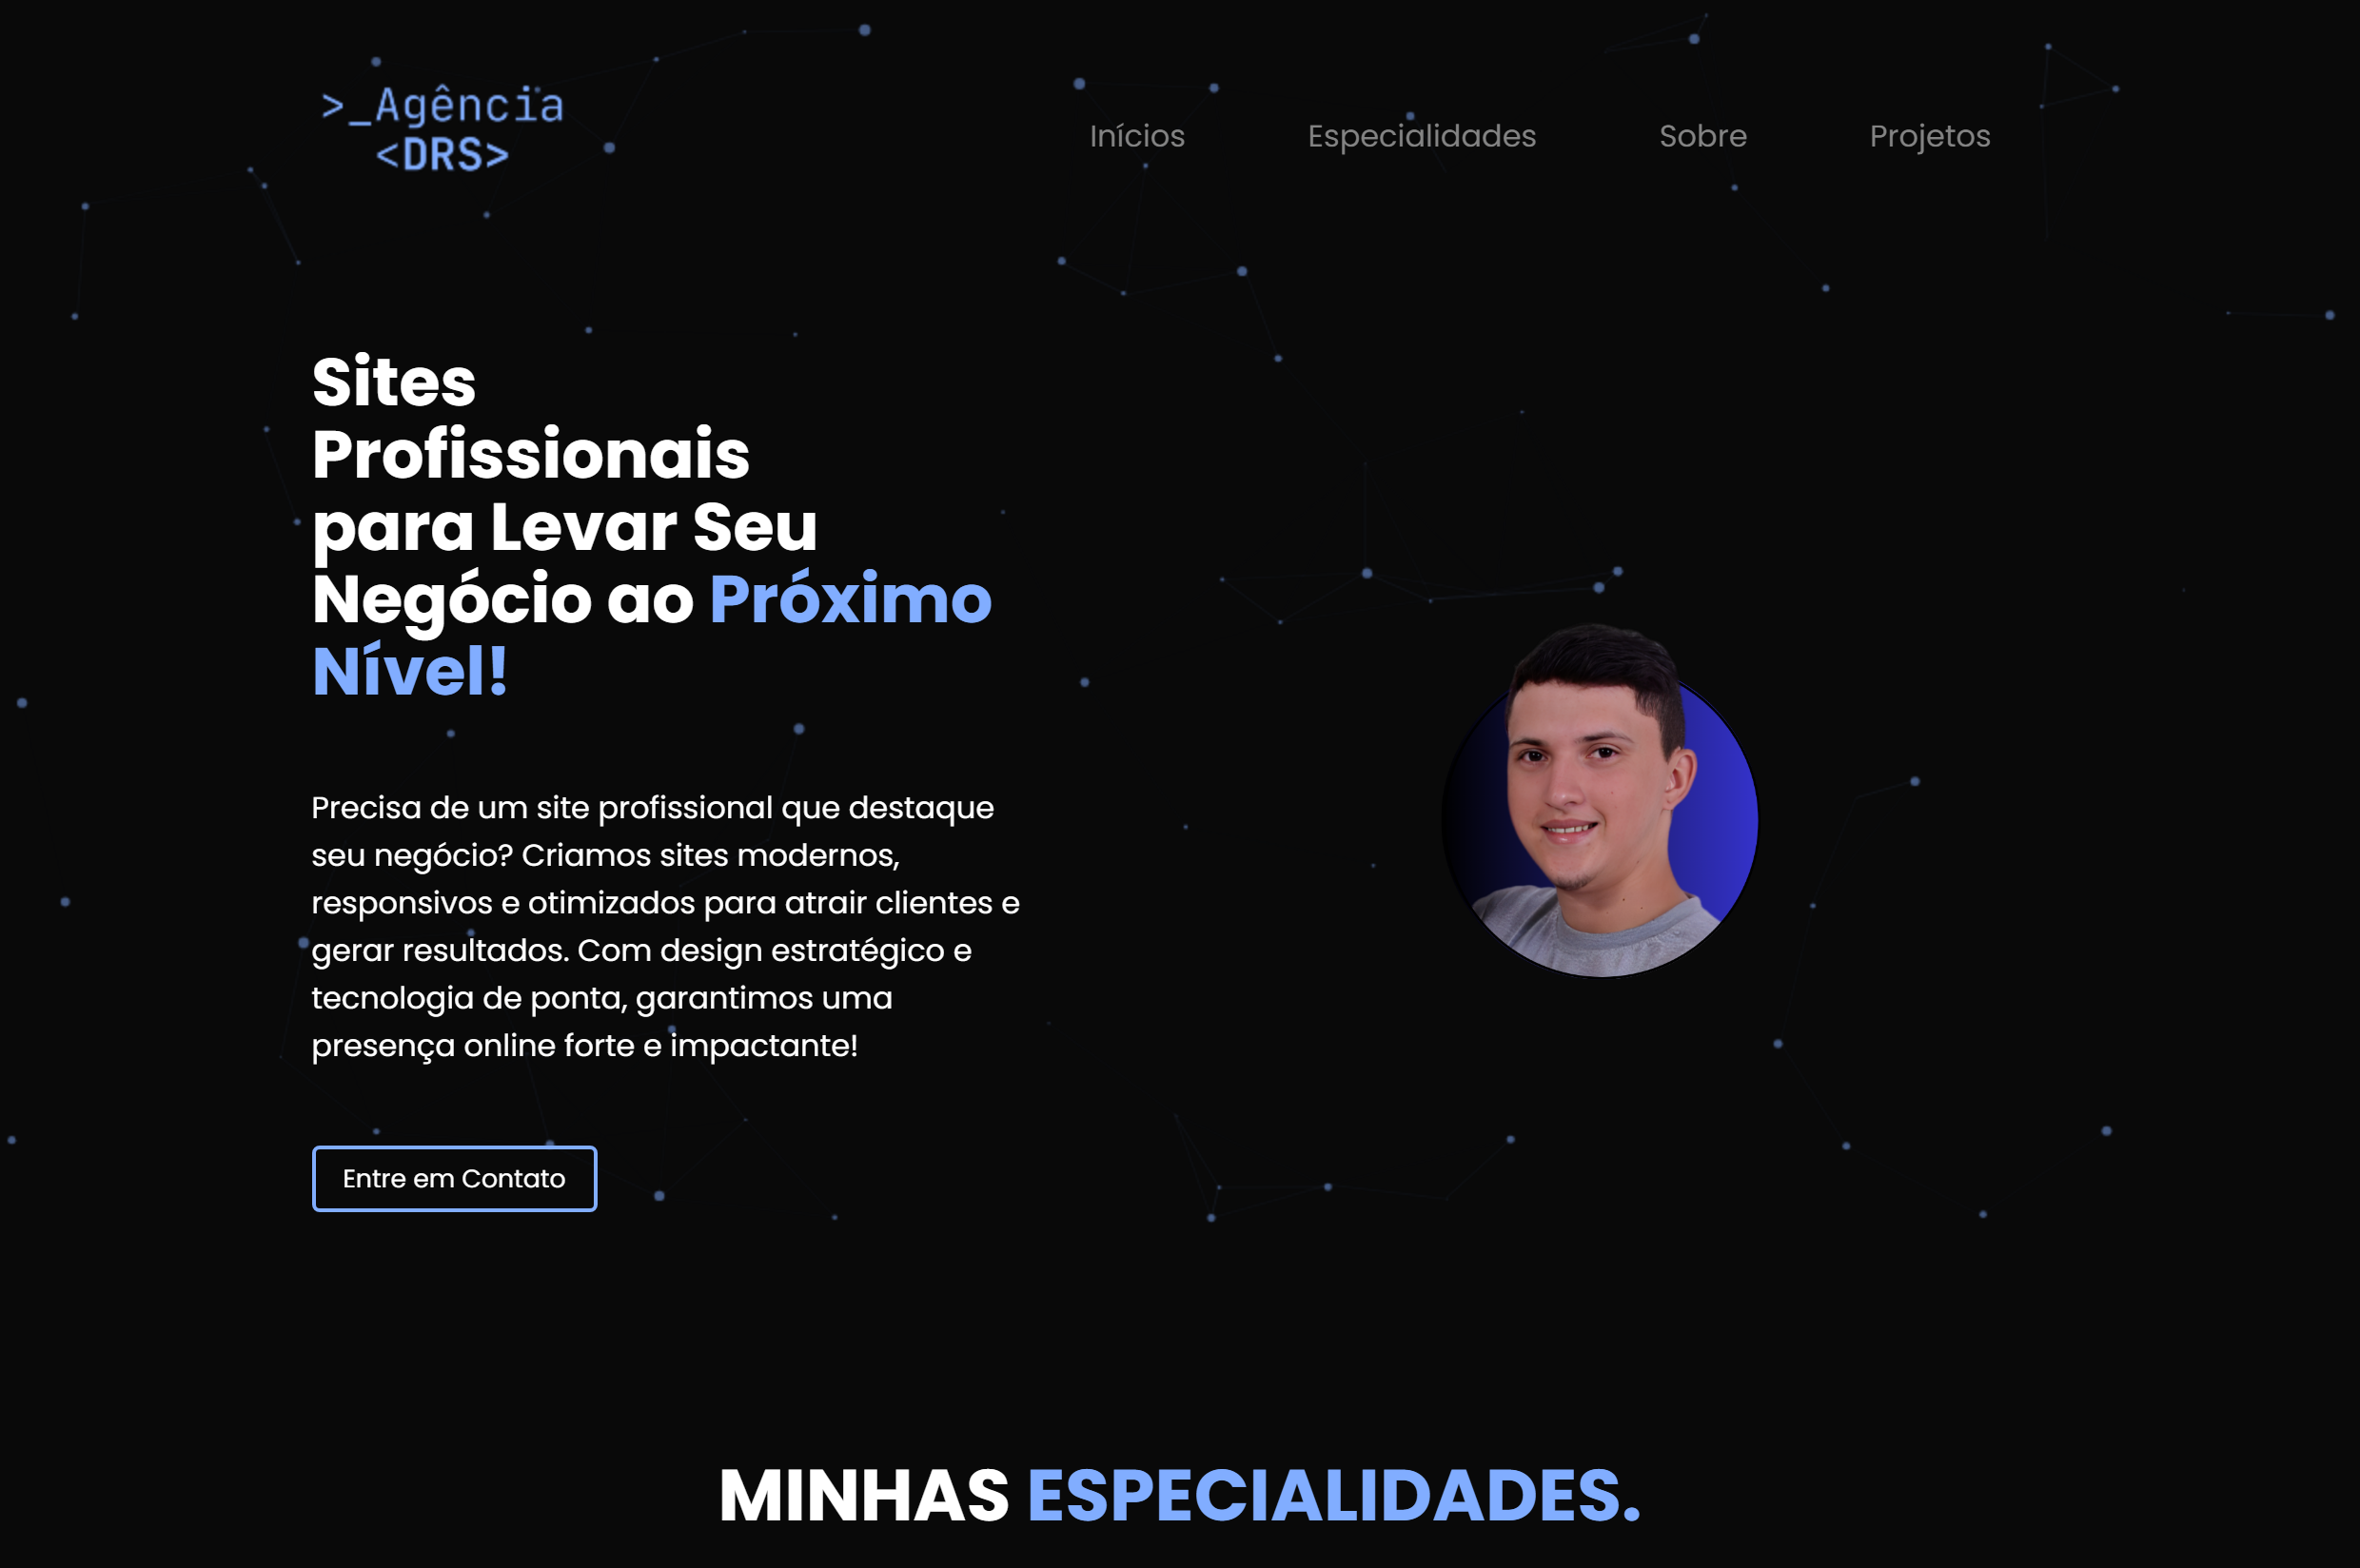 >_Agência
<DRS>
Inícios Especialidades Sobre Projetos
Sites
Profissionais
para Levar Seu
Negócio ao Próximo
Nível!
Precisa de um site profissional que destaque
seu negócio? Criamos sites modernos,
responsivos e otimizados para atrair clientes e
gerar resultados. Com design estratégico e
tecnologia de ponta, garantimos uma
presença online forte e impactante!
Entre em Contato
MINHAS ESPECIALIDADES.